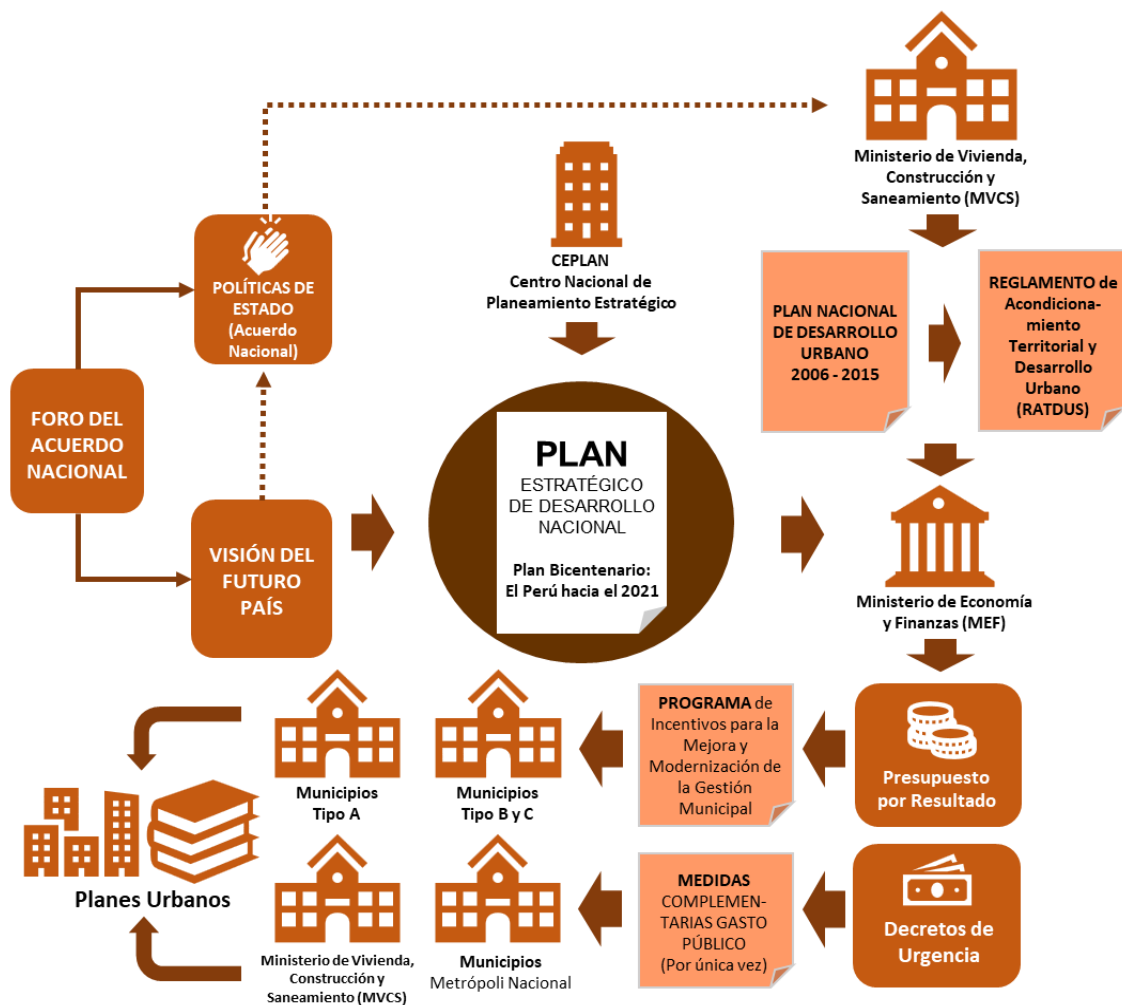 Ministerio de Vivienda,
Construcción y
Saneamiento (MVCS)
CEPLAN
Centro Nacional de
Planeamiento Estratégico
POLÍTICAS DE
ESTADO
(Acuerdo
Nacional)
PLAN NACIONAL
DE DESARROLLO
URBANO
2006 - 2015
REGLAMENTO de
Acondiciona-
miento
Territorial y
Desarrollo
Urbano
(RATDUS)
FORO DEL
ACUERDO
NACIONAL
VISIÓN DEL
FUTURO
PAÍS
PLAN
ESTRATÉGICO
DE DESARROLLO
NACIONAL
Plan Bicentenario:
El Perú hacia el 2021
Ministerio de Economía
y Finanzas (MEF)
Municipios
Tipo A
Municipios
Tipo B y C
PROGRAMA de
Incentivos para la
Mejora y
Modernización de
la Gestión
Municipal
Presupuesto
por Resultado
Planes Urbanos
Ministerio de Vivienda,
Construcción y
Saneamiento (MVCS)
Municipios
Metrópoli Nacional
MEDIDAS
COMPLEMEN-
TARIAS GASTO
PÚBLICO
(Por única vez)
Decretos de
Urgencia